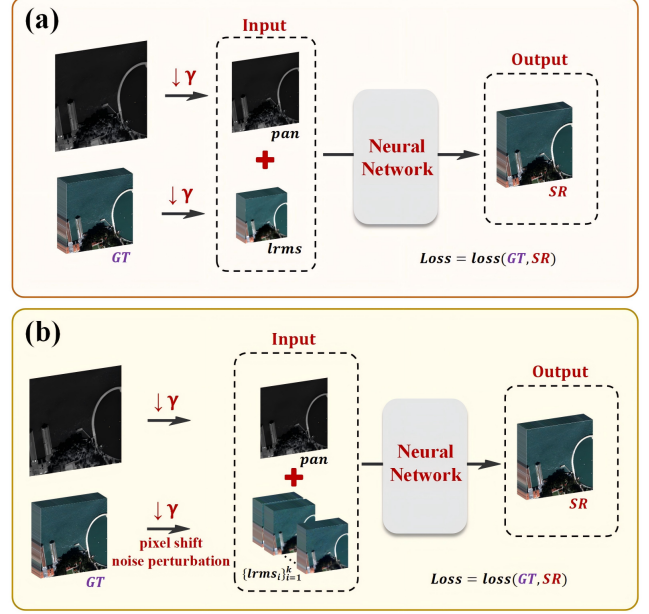 (a)
Input
↓ γ
pan
+
↓ γ
lrms
GT
Neural
Network
Output
SR
Loss = loss(GT, SR)
(b)
Input
↓ γ
pan
+
↓ γ
pixel shift
noise perturbation
GT
{lrms_i}_{i=1}^k
Neural
Network
Output
SR
Loss = loss(GT, SR)